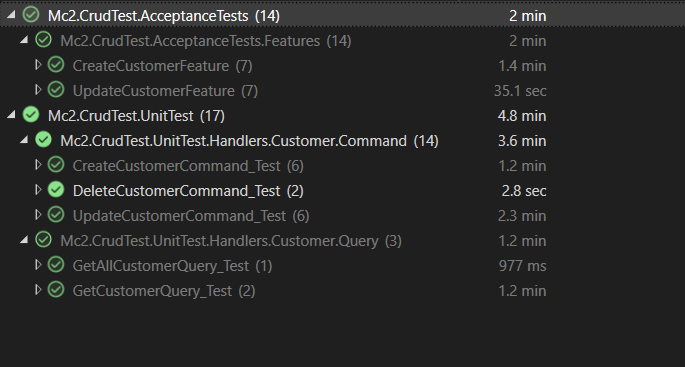 Mc2.CrudTest.AcceptanceTests (14) 2 min
Mc2.CrudTest.AcceptanceTests.Features (14) 2 min
CreateCustomerFeature (7) 1.4 min
UpdateCustomerFeature (7) 35.1 sec
Mc2.CrudTest.UnitTest (17) 4.8 min
Mc2.CrudTest.UnitTest.Handlers.Customer.Command (14) 3.6 min
CreateCustomerCommand_Test (6) 1.2 min
DeleteCustomerCommand_Test (2) 2.8 sec
UpdateCustomerCommand_Test (6) 2.3 min
Mc2.CrudTest.UnitTest.Handlers.Customer.Query (3) 1.2 min
GetAllCustomerQuery_Test (1) 977 ms
GetCustomerQuery_Test (2) 1.2 min